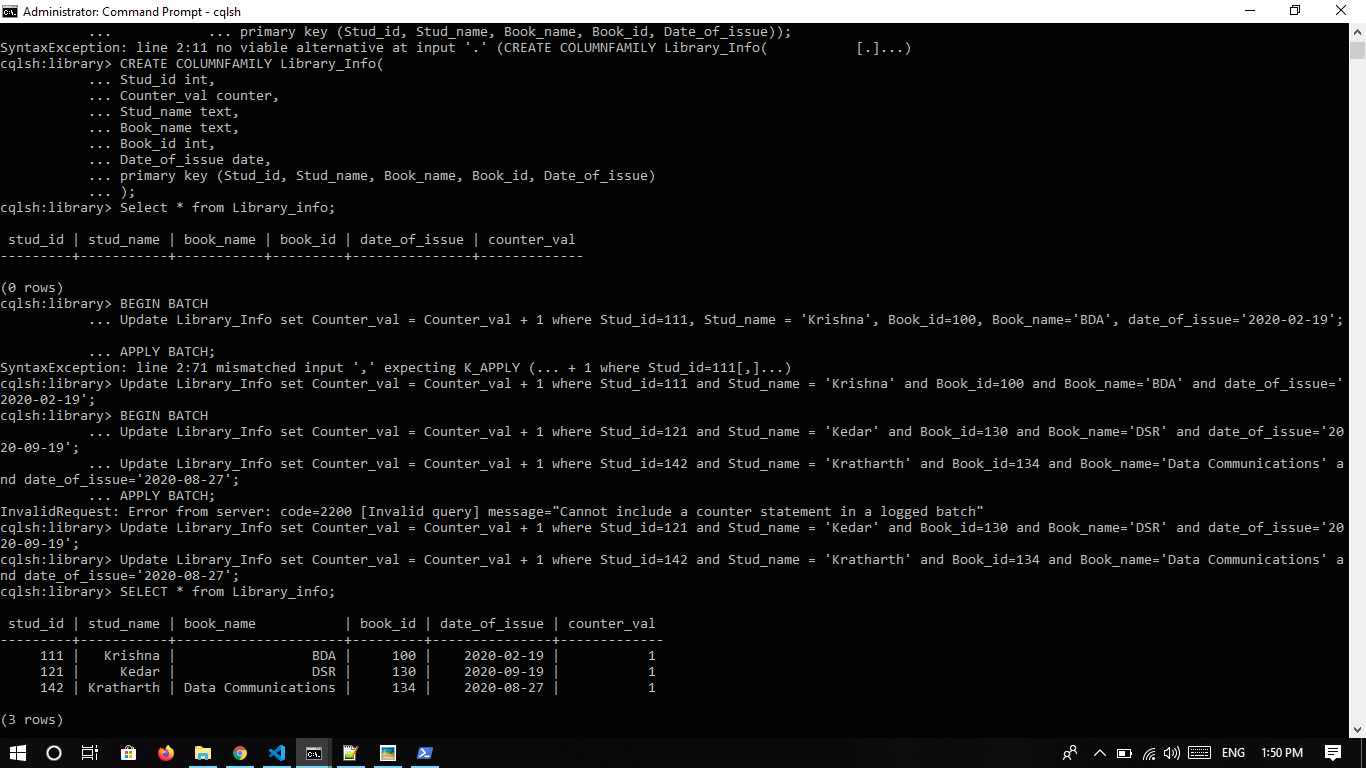 Administrator: Command Prompt - cqlsh
... ... primary key (Stud_id, Stud_name, Book_name, Book_id, Date_of_issue));
SyntaxException: line 2:11 no viable alternative at input '.' (CREATE COLUMNFAMILY Library_Info( [.]...)
cqlsh:library> CREATE COLUMNFAMILY Library_Info(
... Stud_id int,
... Counter_val counter,
... Stud_name text,
... Book_name text,
... Book_id int,
... Date_of_issue date,
... primary key (Stud_id, Stud_name, Book_name, Book_id, Date_of_issue)
... );
cqlsh:library> Select * from Library_info;
stud_id | stud_name | book_name | book_id | date_of_issue | counter_val
---------+-----------+-----------+---------+---------------+-------------
(0 rows)
cqlsh:library> BEGIN BATCH
... Update Library_Info set Counter_val = Counter_val + 1 where Stud_id=111, Stud_name = 'Krishna', Book_id=100, Book_name='BDA', date_of_issue='2020-02-19';
... APPLY BATCH;
SyntaxException: line 2:71 mismatched input ',' expecting K_APPLY (... + 1 where Stud_id=111[,]...)
cqlsh:library> Update Library_Info set Counter_val = Counter_val + 1 where Stud_id=111 and Stud_name = 'Krishna' and Book_id=100 and Book_name='BDA' and date_of_issue='
2020-02-19';
cqlsh:library> BEGIN BATCH
... Update Library_Info set Counter_val = Counter_val + 1 where Stud_id=121 and Stud_name = 'Kedar' and Book_id=130 and Book_name='DSR' and date_of_issue='20
20-09-19';
... Update Library_Info set Counter_val = Counter_val + 1 where Stud_id=142 and Stud_name = 'Kratharth' and Book_id=134 and Book_name='Data Communications' a
nd date_of_issue='2020-08-27';
... APPLY BATCH;
InvalidRequest: Error from server: code=2200 [Invalid query] message="Cannot include a counter statement in a logged batch"
cqlsh:library> Update Library_Info set Counter_val = Counter_val + 1 where Stud_id=121 and Stud_name = 'Kedar' and Book_id=130 and Book_name='DSR' and date_of_issue='20
20-09-19';
cqlsh:library> Update Library_Info set Counter_val = Counter_val + 1 where Stud_id=142 and Stud_name = 'Kratharth' and Book_id=134 and Book_name='Data Communications' a
nd date_of_issue='2020-08-27';
cqlsh:library> SELECT * from Library_info;
stud_id | stud_name | book_name | book_id | date_of_issue | counter_val
---------+-----------+---------------------+---------+---------------+-------------
111 | Krishna | BDA | 100 | 2020-02-19 | 1
121 | Kedar | DSR | 130 | 2020-09-19 | 1
142 | Kratharth | Data Communications | 134 | 2020-08-27 | 1
(3 rows)
ENG 1:50 PM